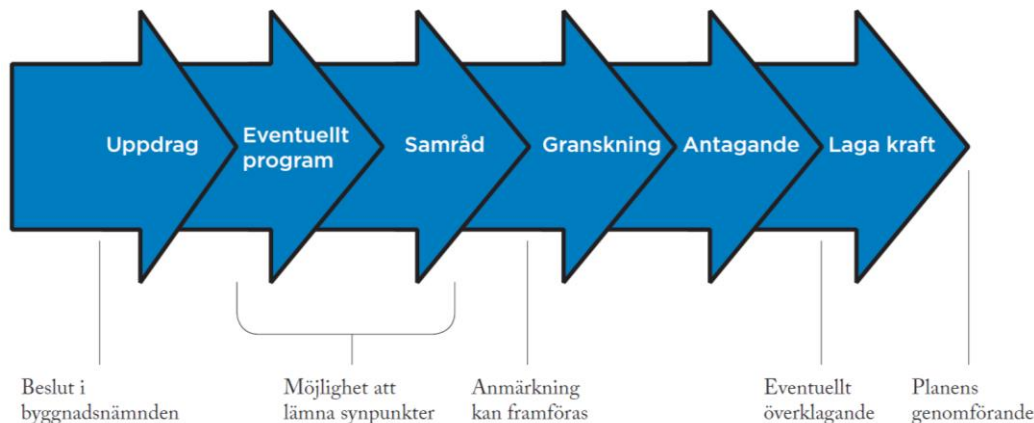 Uppdrag
Eventuellt
program
Samråd
Granskning
Antagande
Laga kraft
Beslut i
byggnadsnämnden
Möjlighet att
lämna synpunkter
Anmärkning
kan framföras
Eventuellt
överklagande
Planens
genomförande